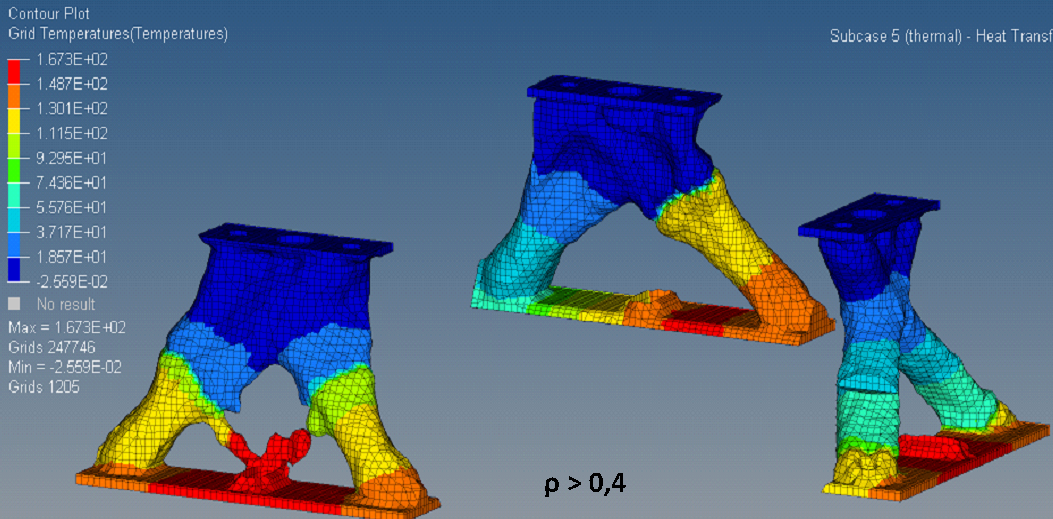 Contour Plot
Grid Temperatures(Temperatures)
Subcase 5 (thermal) - Heat Transf
1.673E+02
1.487E+02
1.301E+02
1.115E+02
9.295E+01
7.436E+01
5.576E+01
3.717E+01
1.857E+01
-2.559E-02
No result
Max = 1.673E+02
Grids 247746
Min = -2.559E-02
Grids 1205
ρ > 0,4